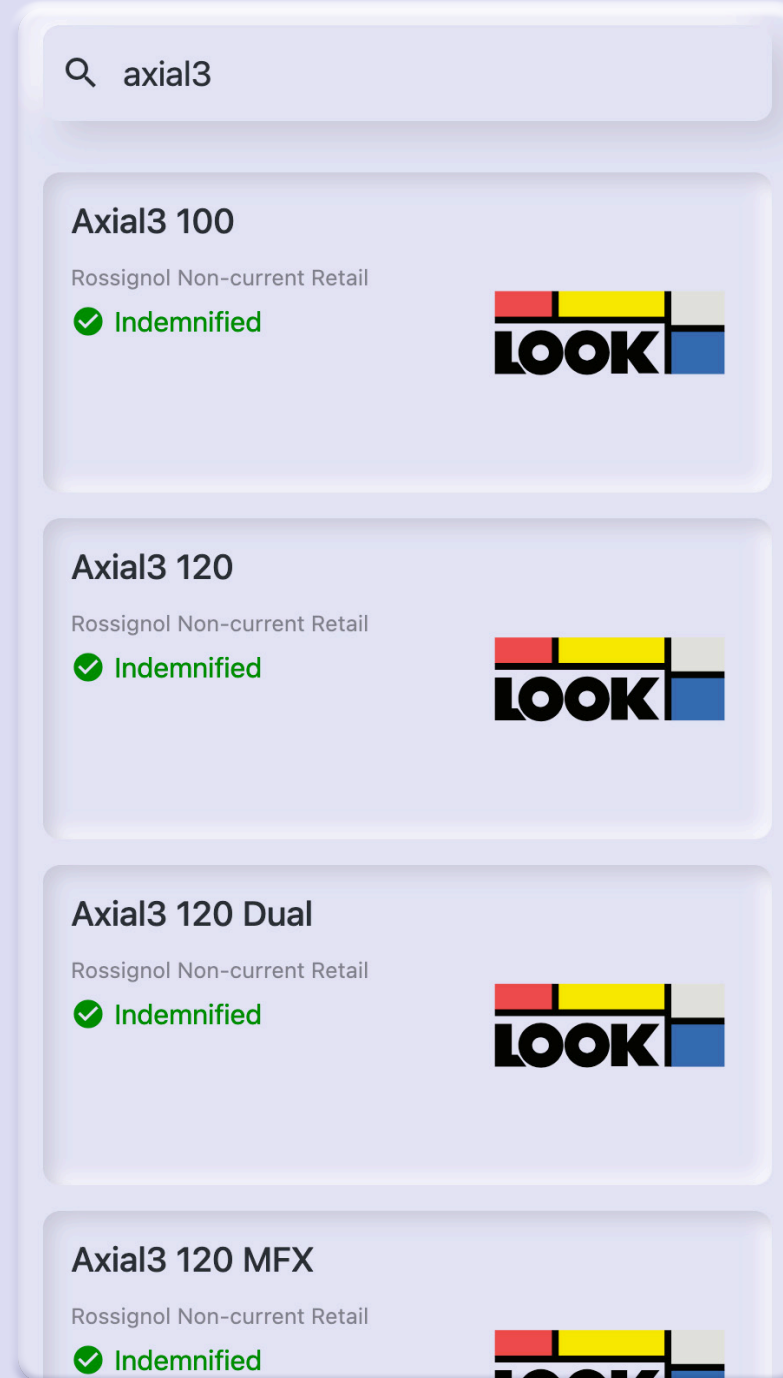 axial3
Axial3 100
Rossignol Non-current Retail
Indemnified
LOOK
Axial3 120
Rossignol Non-current Retail
Indemnified
LOOK
Axial3 120 Dual
Rossignol Non-current Retail
Indemnified
LOOK
Axial3 120 MFX
Rossignol Non-current Retail
Indemnified
LOOK